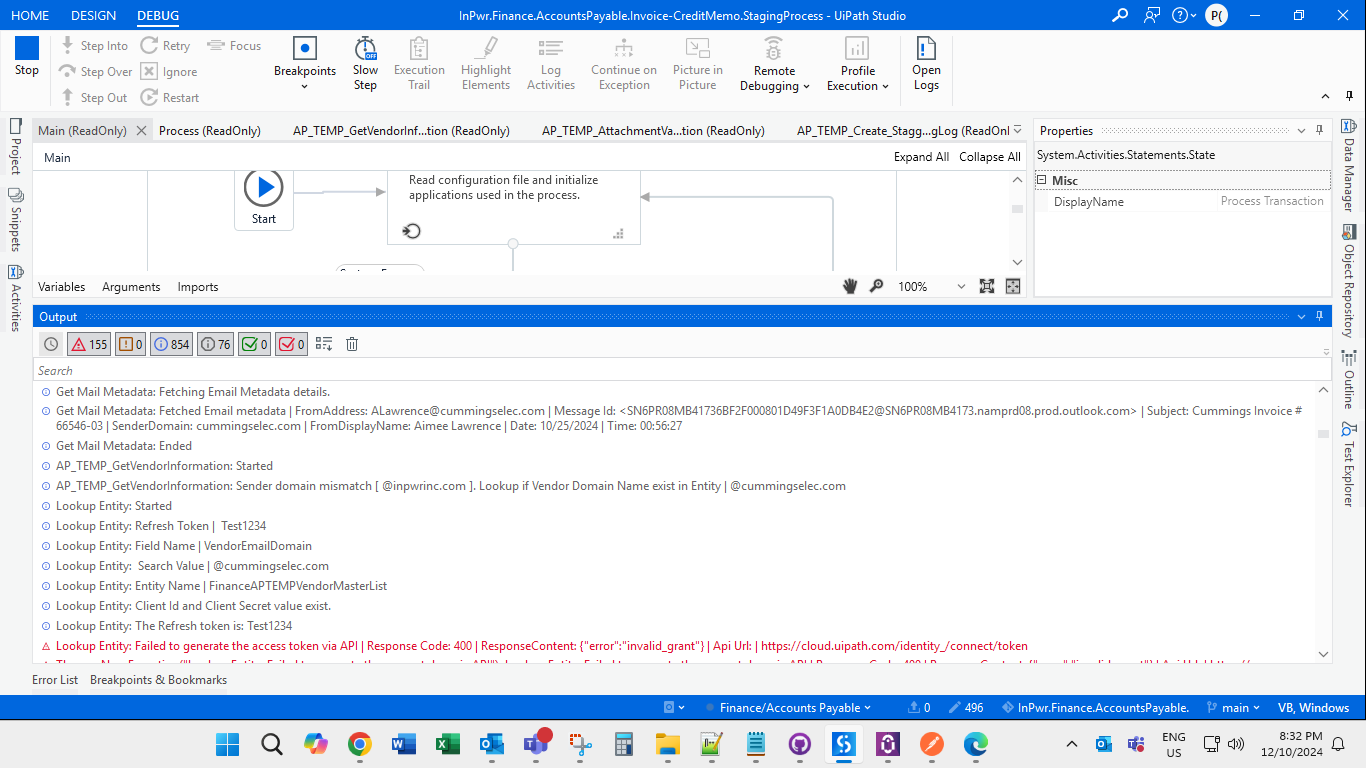 HOME DESIGN DEBUG InPwr.Finance.AccountsPayable.Invoice-CreditMemo.StagingProcess - UiPath Studio P(
Stop
Step Into Retry Focus
Step Over Ignore
Step Out Restart
Breakpoints
Slow Step
Execution Trail
Highlight Elements
Log Activities
Continue on Exception
Picture in Picture
Remote Debugging
Profile Execution
Open Logs
Project
Snippets
Activities
Main (ReadOnly) Process (ReadOnly) AP_TEMP_GetVendorInf...tion (ReadOnly) AP_TEMP_AttachmentVa...tion (ReadOnly) AP_TEMP_Create_Stagg...gLog (ReadOnl
Main Expand All Collapse All
Start
Read configuration file and initialize
applications used in the process.
Variables Arguments Imports 100%
Properties
System.Activities.Statements.State
Misc
DisplayName Process Transaction
Data Manager
Object Repository
Outline
Test Explorer
Output
155 0 854 76 0 0
Search
Get Mail Metadata: Fetching Email Metadata details.
Get Mail Metadata: Fetched Email metadata | FromAddress: ALawrence@cummingselec.com | Message Id: <SN6PR08MB41736BF2F000801D49F3F1A0DB4E2@SN6PR08MB4173.namprd08.prod.outlook.com> | Subject: Cummings Invoice #
66546-03 | SenderDomain: cummingselec.com | FromDisplayName: Aimee Lawrence | Date: 10/25/2024 | Time: 00:56:27
Get Mail Metadata: Ended
AP_TEMP_GetVendorInformation: Started
AP_TEMP_GetVendorInformation: Sender domain mismatch [ @inpwrinc.com ]. Lookup if Vendor Domain Name exist in Entity | @cummingselec.com
Lookup Entity: Started
Lookup Entity: Refresh Token | Test1234
Lookup Entity: Field Name | VendorEmailDomain
Lookup Entity: Search Value | @cummingselec.com
Lookup Entity: Entity Name | FinanceAPTEMPVendorMasterList
Lookup Entity: Client Id and Client Secret value exist.
Lookup Entity: The Refresh token is: Test1234
Lookup Entity: Failed to generate the access token via API | Response Code: 400 | ResponseContent: {"error":"invalid_grant"} | Api Url: | https://cloud.uipath.com/identity_/connect/token
Error List Breakpoints & Bookmarks
Finance/Accounts Payable 0 496 InPwr.Finance.AccountsPayable. main VB, Windows
ENG
US
8:32 PM
12/10/2024